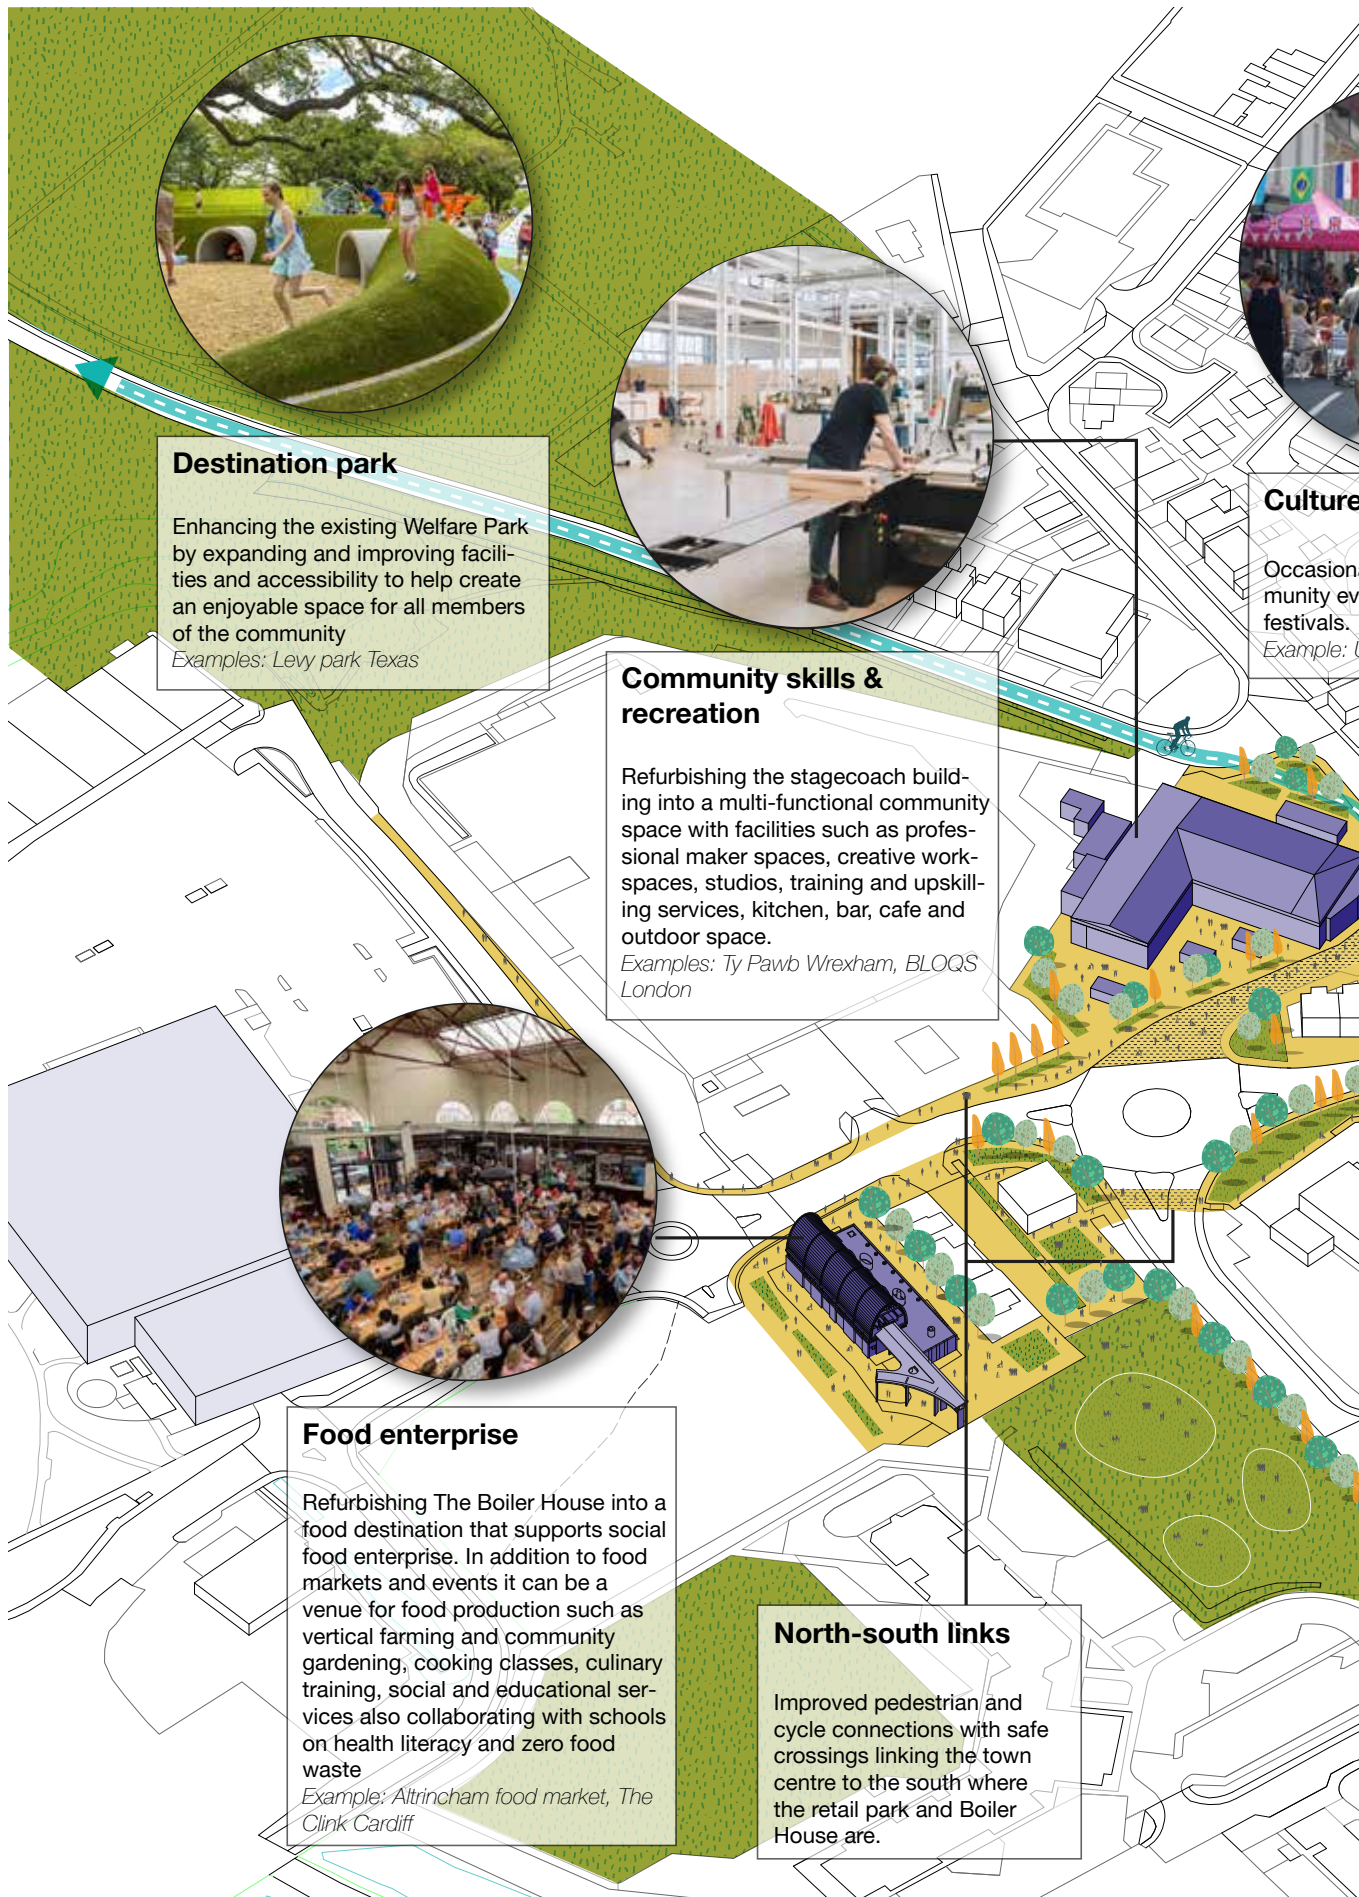 Destination park
Enhancing the existing Welfare Park
by expanding and improving facili-
ties and accessibility to help create
an enjoyable space for all members
of the community
Examples: Levy park Texas
Community skills &
recreation
Refurbishing the stagecoach build-
ing into a multi-functional community
space with facilities such as profes-
sional maker spaces, creative work-
spaces, studios, training and upskill-
ing services, kitchen, bar, cafe and
outdoor space.
Examples: Ty Pawb Wrexham, BLOQS
London
Culture
Occasiona
munity ev
festivals.
Example: U
Food enterprise
Refurbishing The Boiler House into a
food destination that supports social
food enterprise. In addition to food
markets and events it can be a
venue for food production such as
vertical farming and community
gardening, cooking classes, culinary
training, social and educational ser-
vices also collaborating with schools
on health literacy and zero food
waste
Example: Altrincham food market, The
Clink Cardiff
North-south links
Improved pedestrian and
cycle connections with safe
crossings linking the town
centre to the south where
the retail park and Boiler
House are.